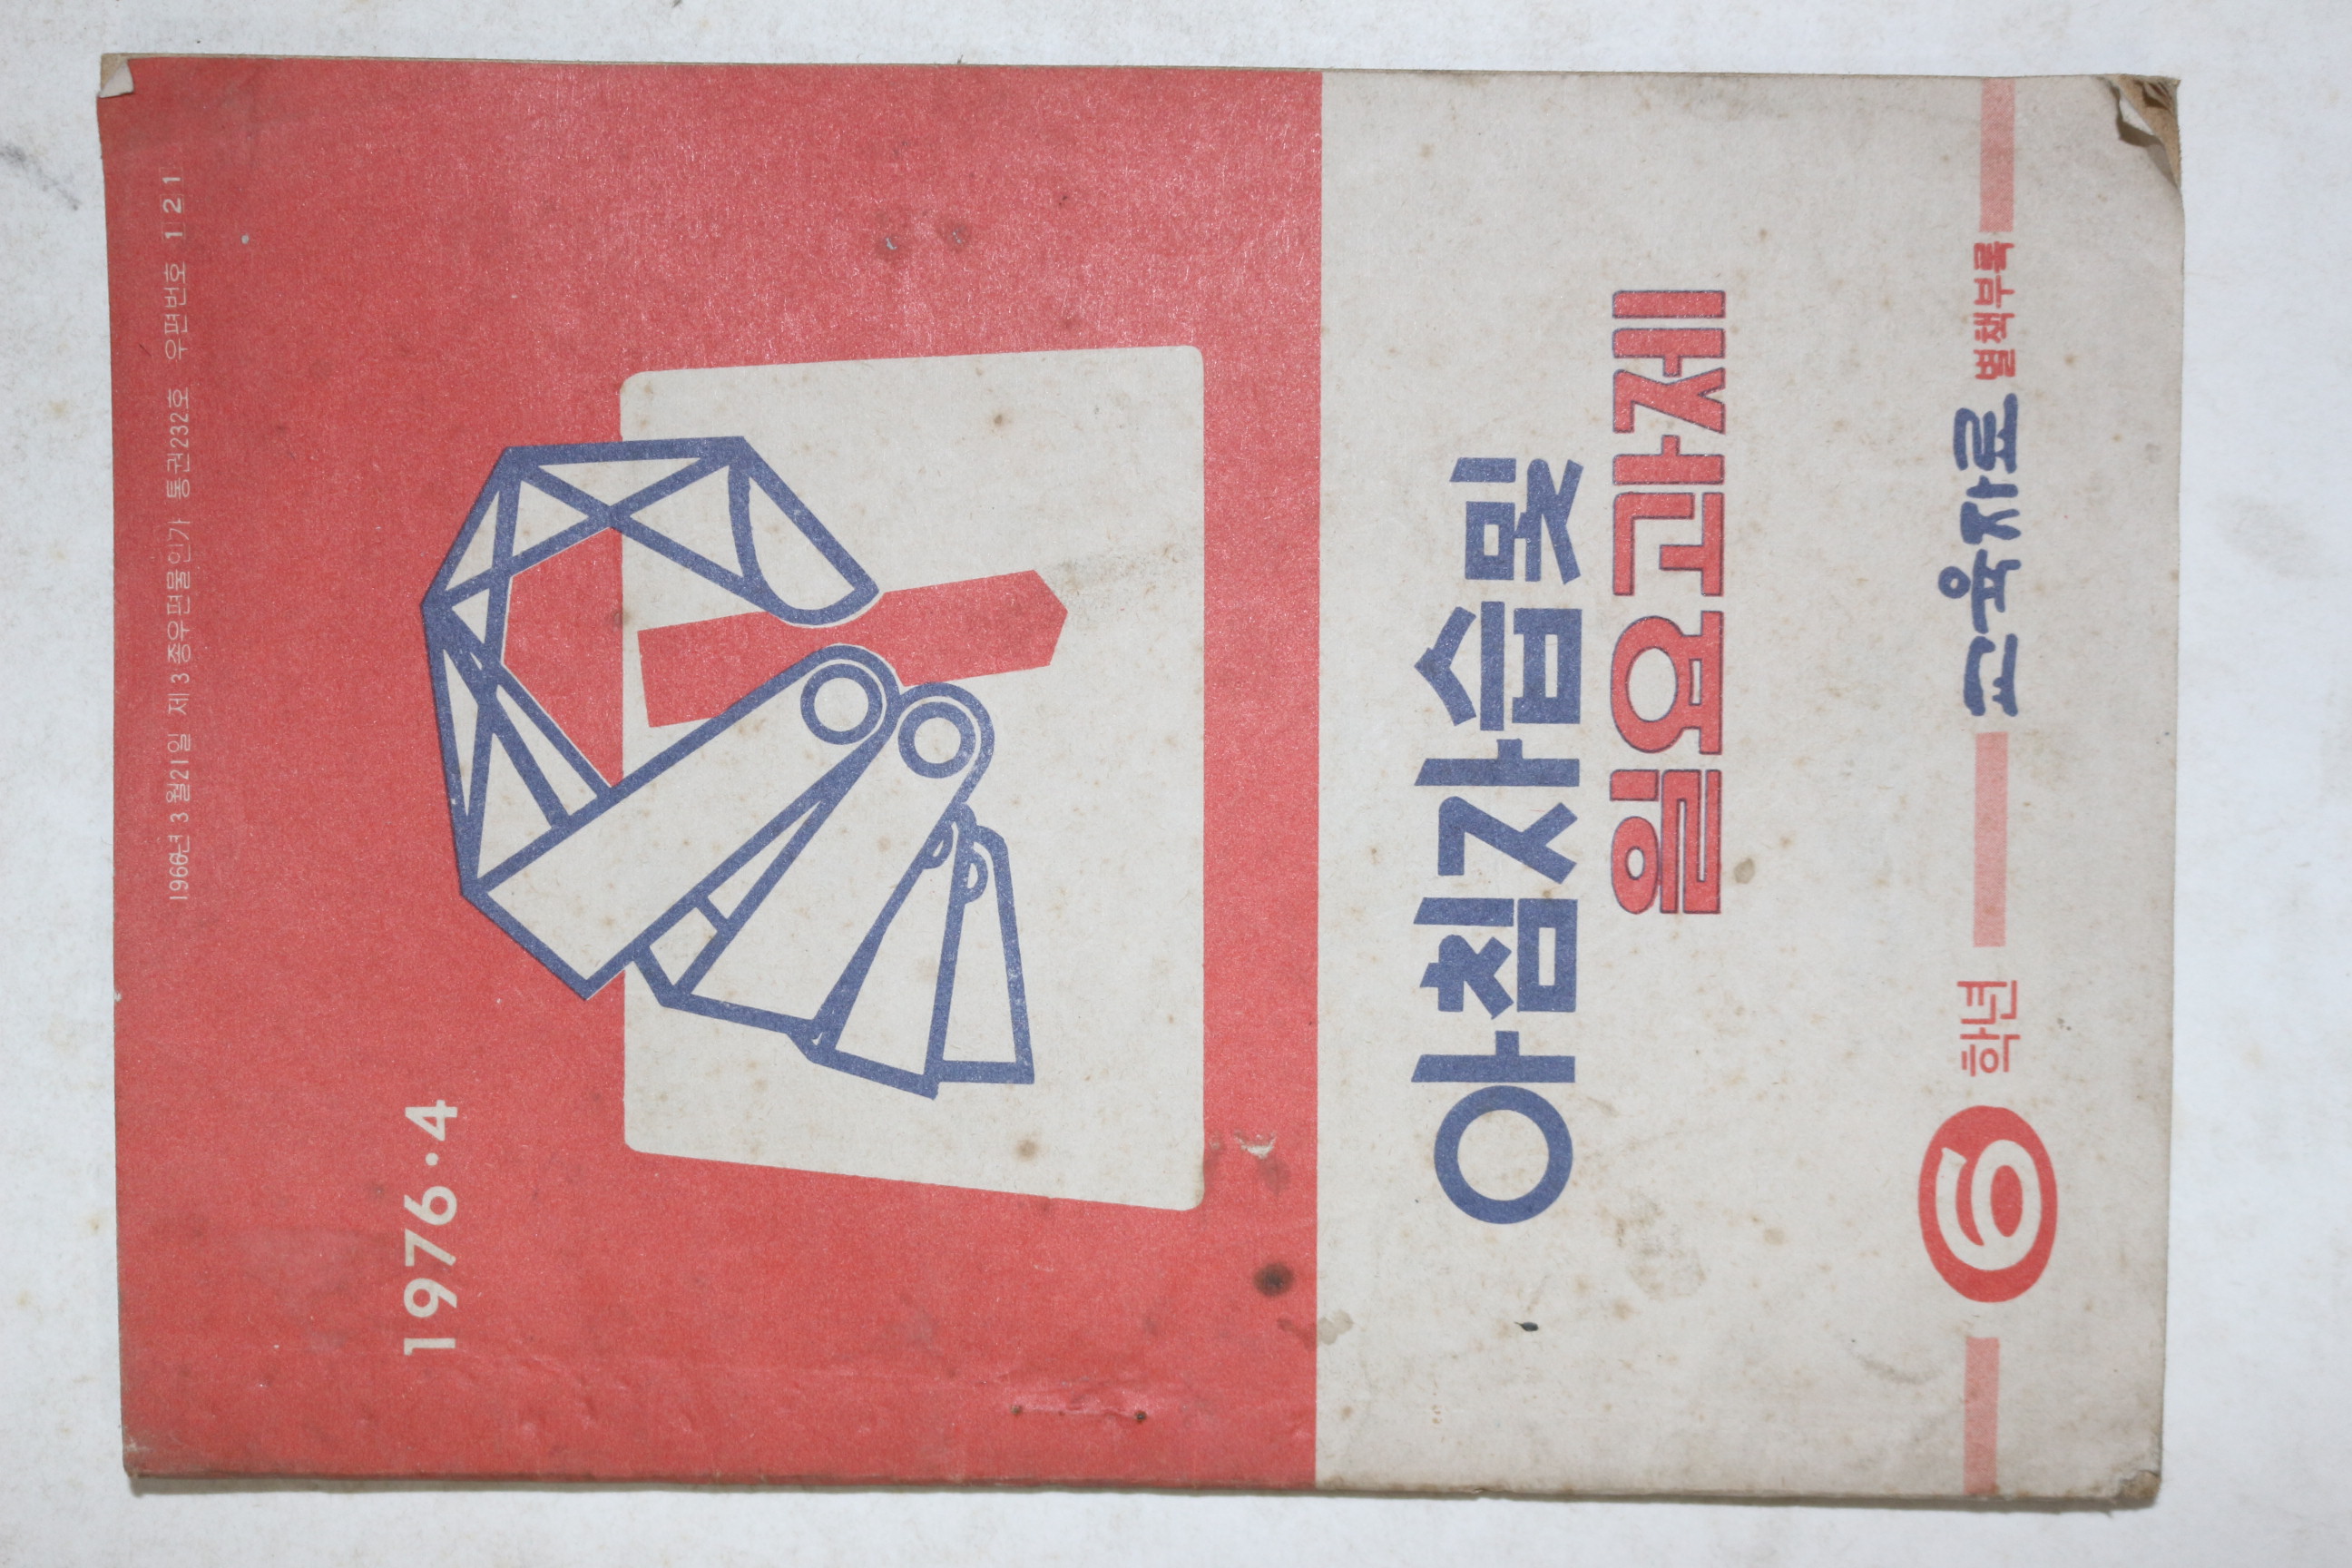 1966년 3월21일 제3종우편물인가 통권232호 우편번호 121
1976·4
아침자습및
일요과제
6 학년 교육자료 별책부록